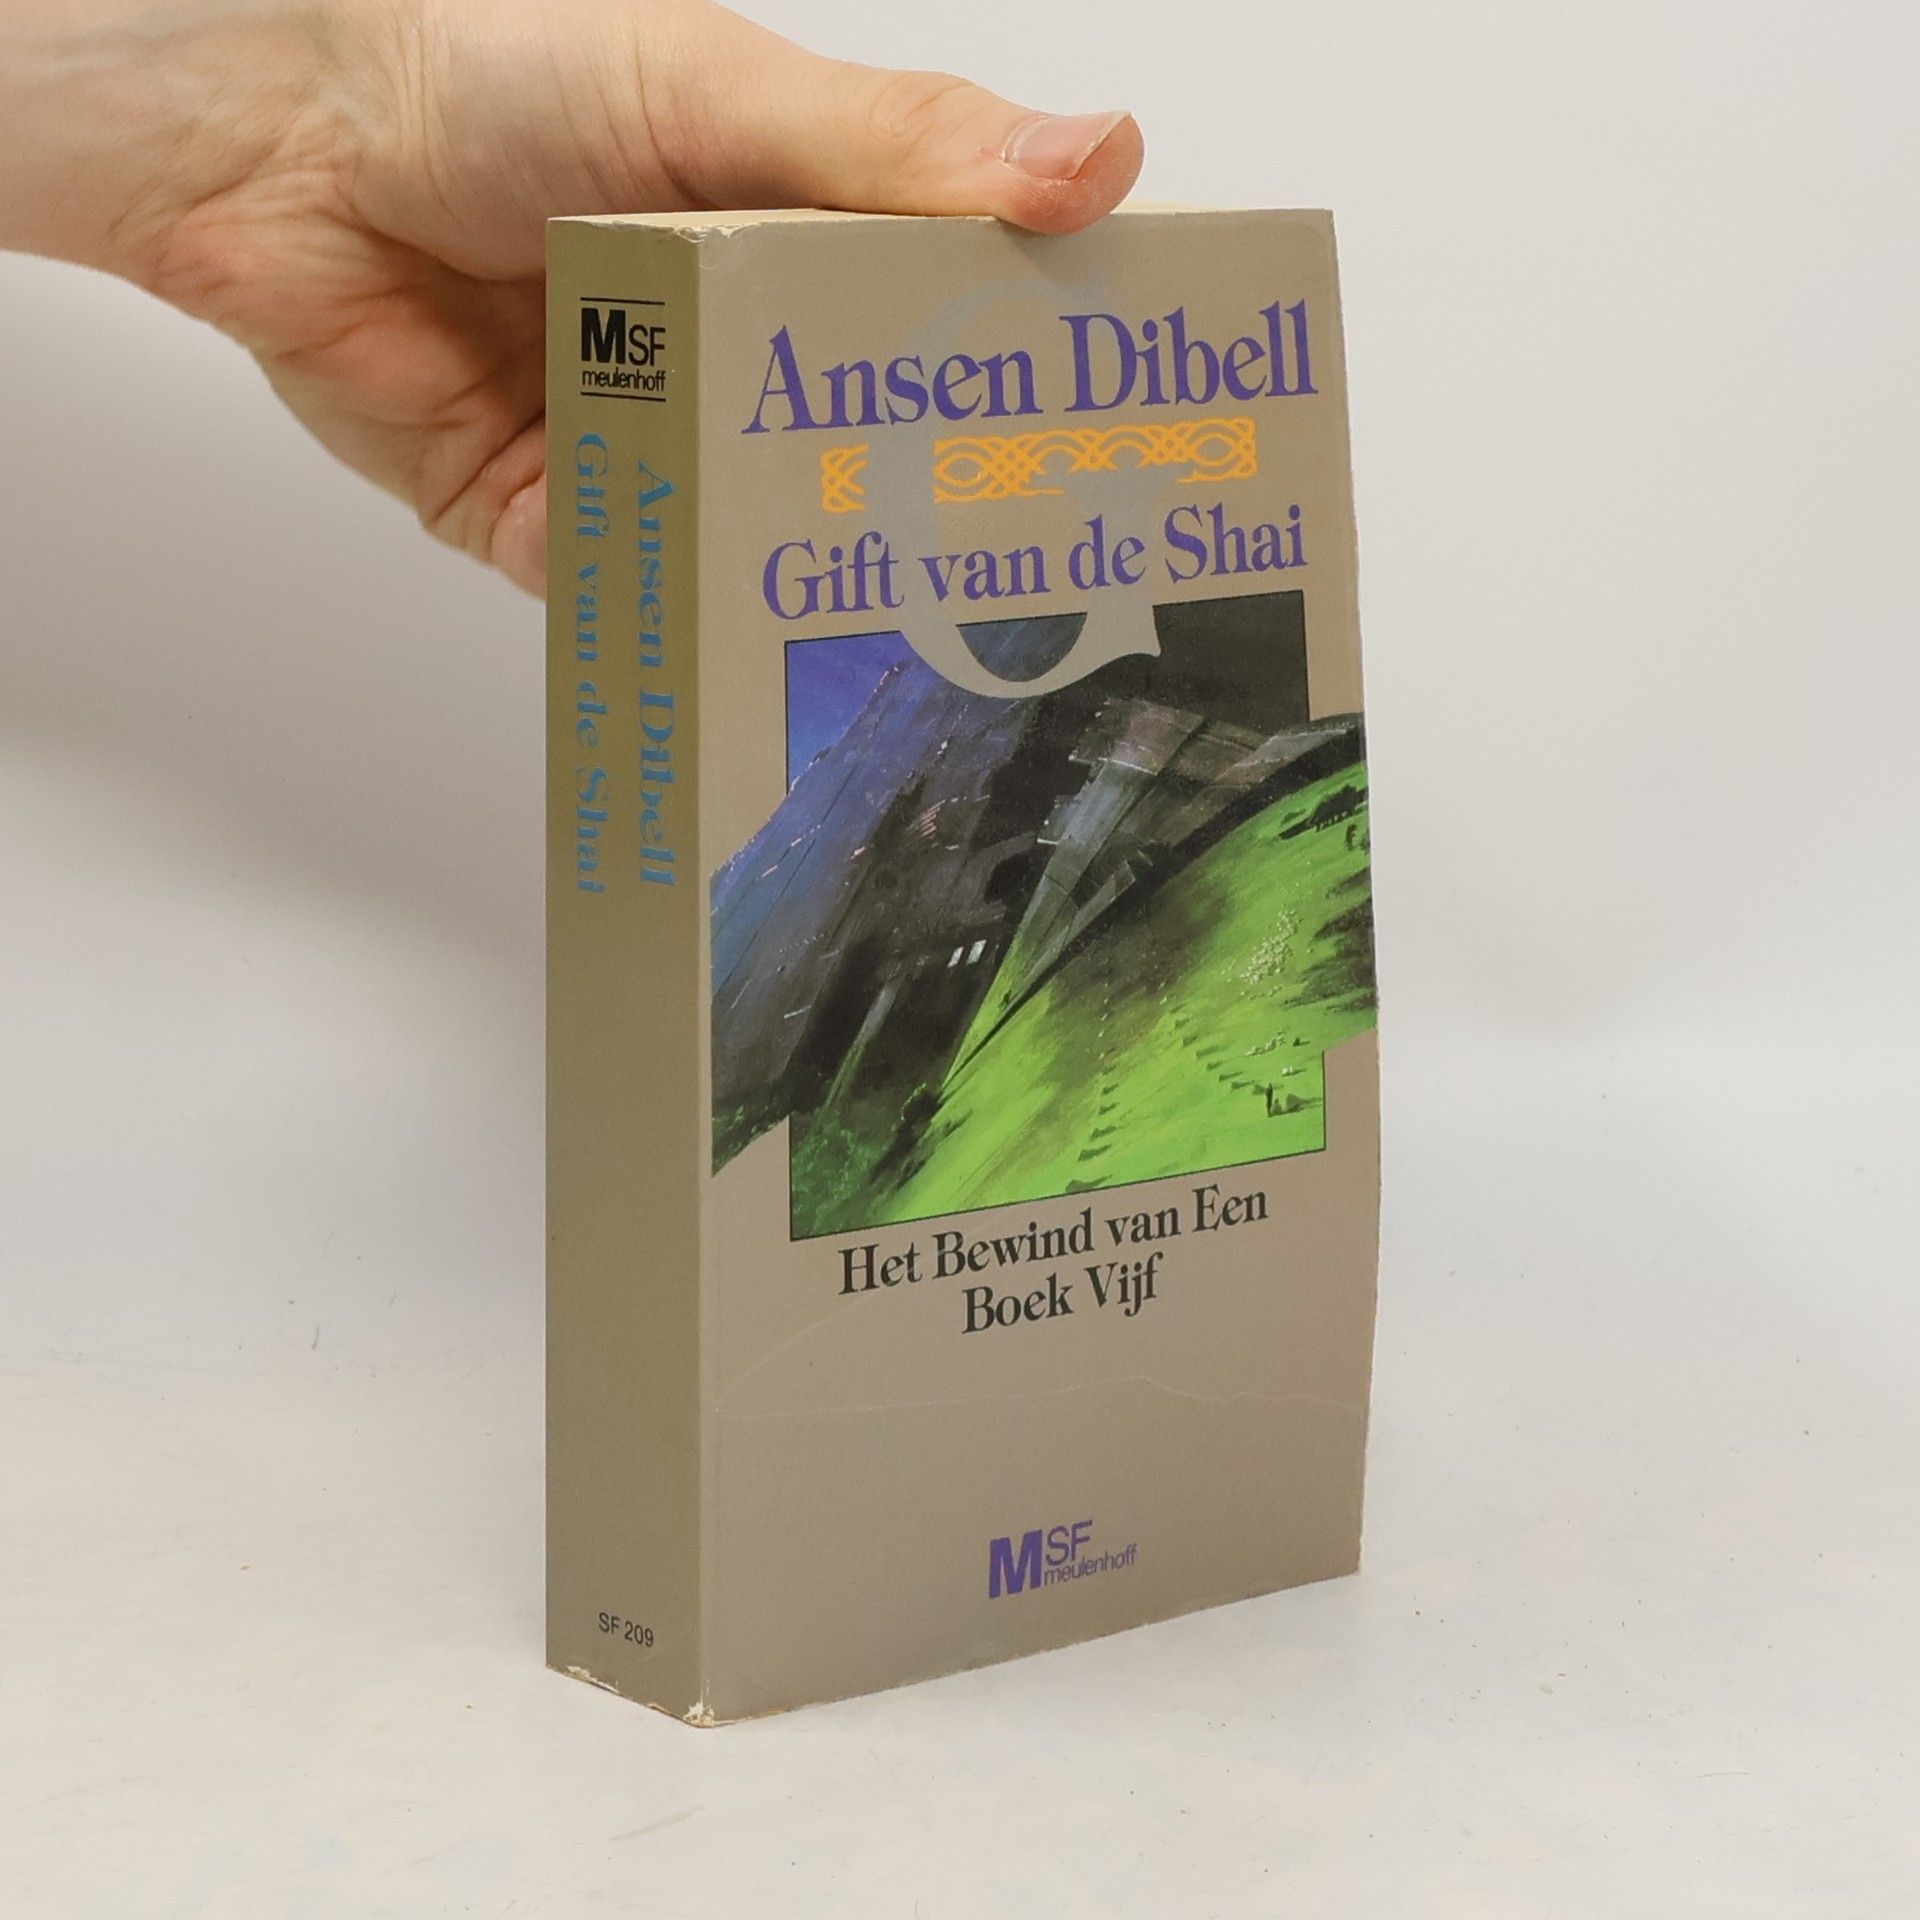 MSF
meulenhoff
Ansen Dibell
Gift van de Shai
SF 209
Ansen Dibell
Gift van de Shai
Het Bewind van Een
Boek Vijf
MSF
meulenhoff